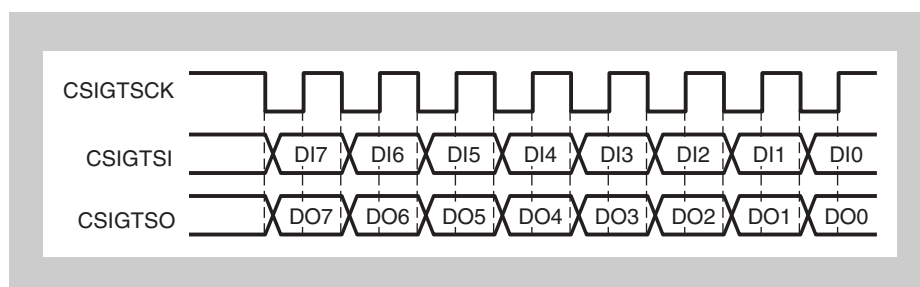 CSIGTSCK
CSIGTSI DI7 DI6 DI5 DI4 DI3 DI2 DI1 DI0
CSIGTSO DO7 DO6 DO5 DO4 DO3 DO2 DO1 DO0